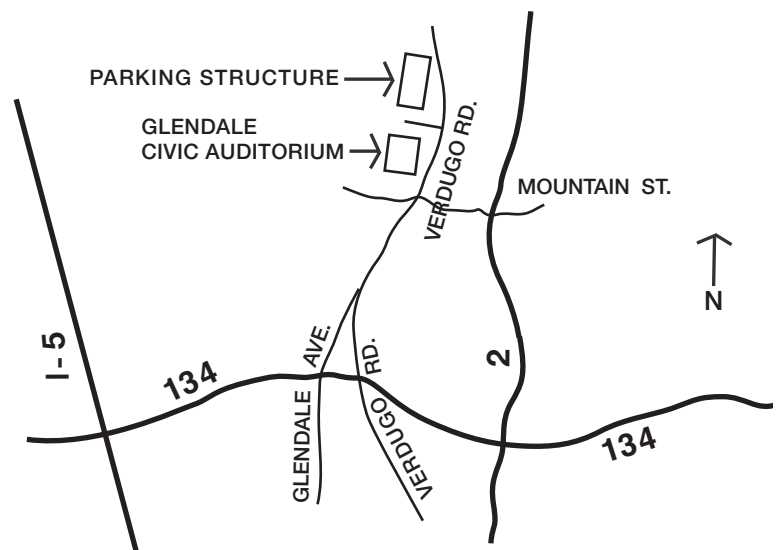 PARKING STRUCTURE
GLENDALE
CIVIC AUDITORIUM
VERDUGO RD.
MOUNTAIN ST.
N
I-5
134
GLENDALE AVE.
VERDUGO RD.
2
134